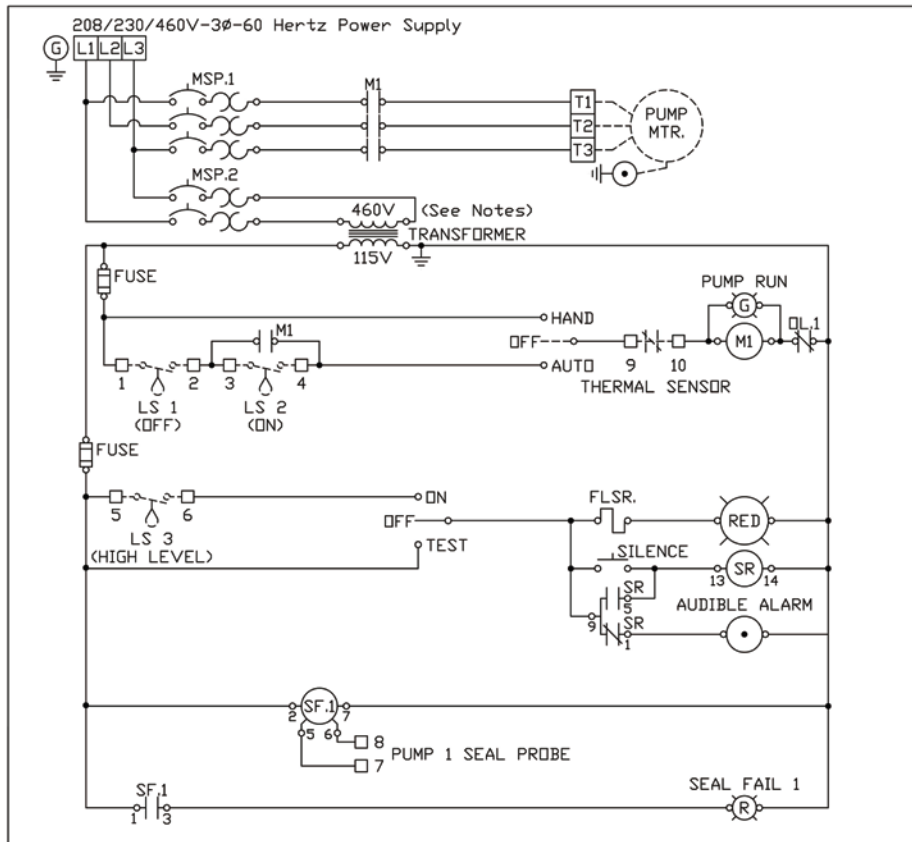 208/230/460V-3ø-60 Hertz Power Supply
G L1 L2 L3
MSP.1
M1
T1
T2
T3
PUMP
MTR.
MSP.2
460V (See Notes)
TRANSFORMER
115V
FUSE
PUMP RUN
G
HAND
M1
OFF
9 10
M1
OL.1
1 2 3 4
AUTO
THERMAL SENSOR
LS 1
(OFF)
LS 2
(ON)
FUSE
5 6
ON
FLSR.
OFF
RED
LS 3
(HIGH LEVEL)
TEST
SILENCE
13 SR 14
SR
5
AUDIBLE ALARM
9
SR
1
2 SF.1 7
5 6
8
7
PUMP 1 SEAL PROBE
SF.1
1 3
SEAL FAIL 1
R